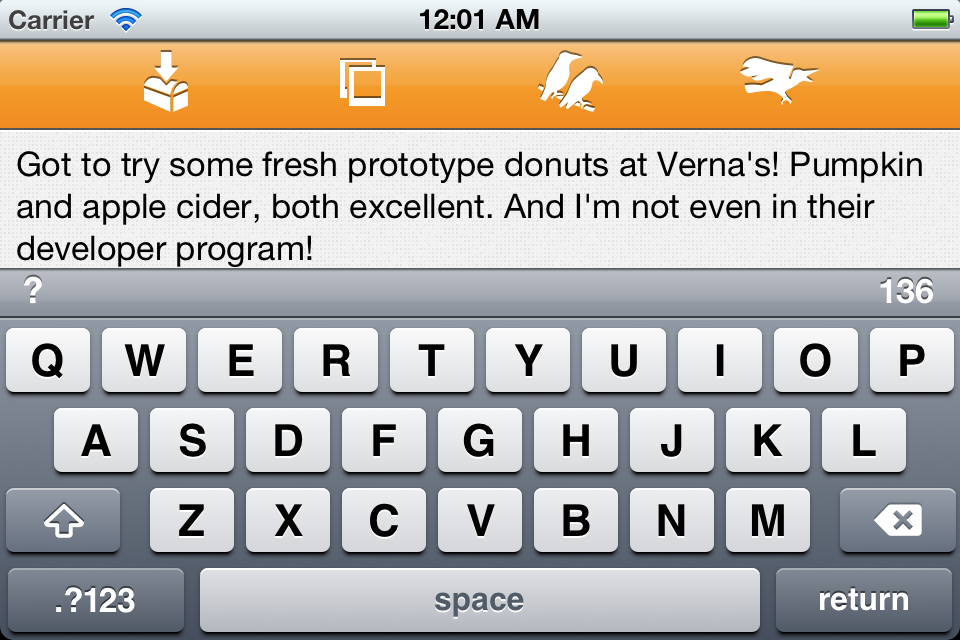 Carrier 12:01 AM
Got to try some fresh prototype donuts at Verna's! Pumpkin
and apple cider, both excellent. And I'm not even in their
developer program!
? 136
Q W E R T Y U I O P
A S D F G H J K L
Z X C V B N M
.?123 space return